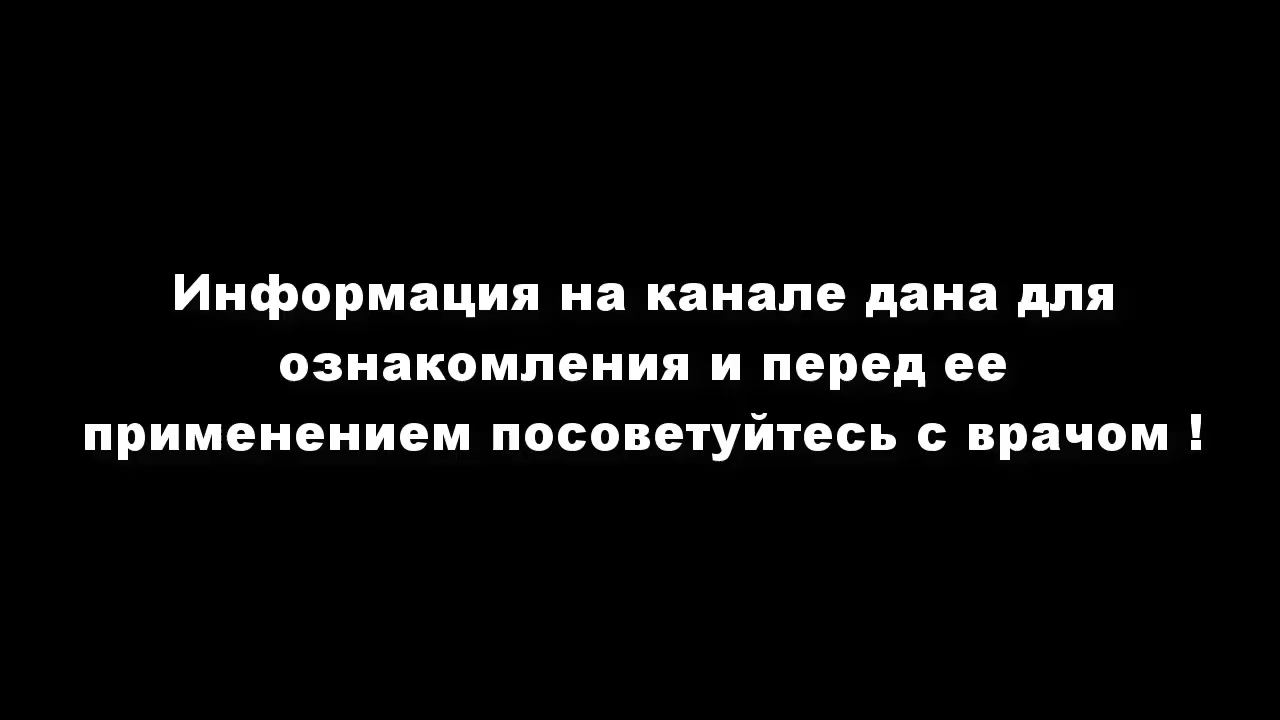 Информация на канале дана для
ознакомления и перед ее
применением посоветуйтесь с врачом !